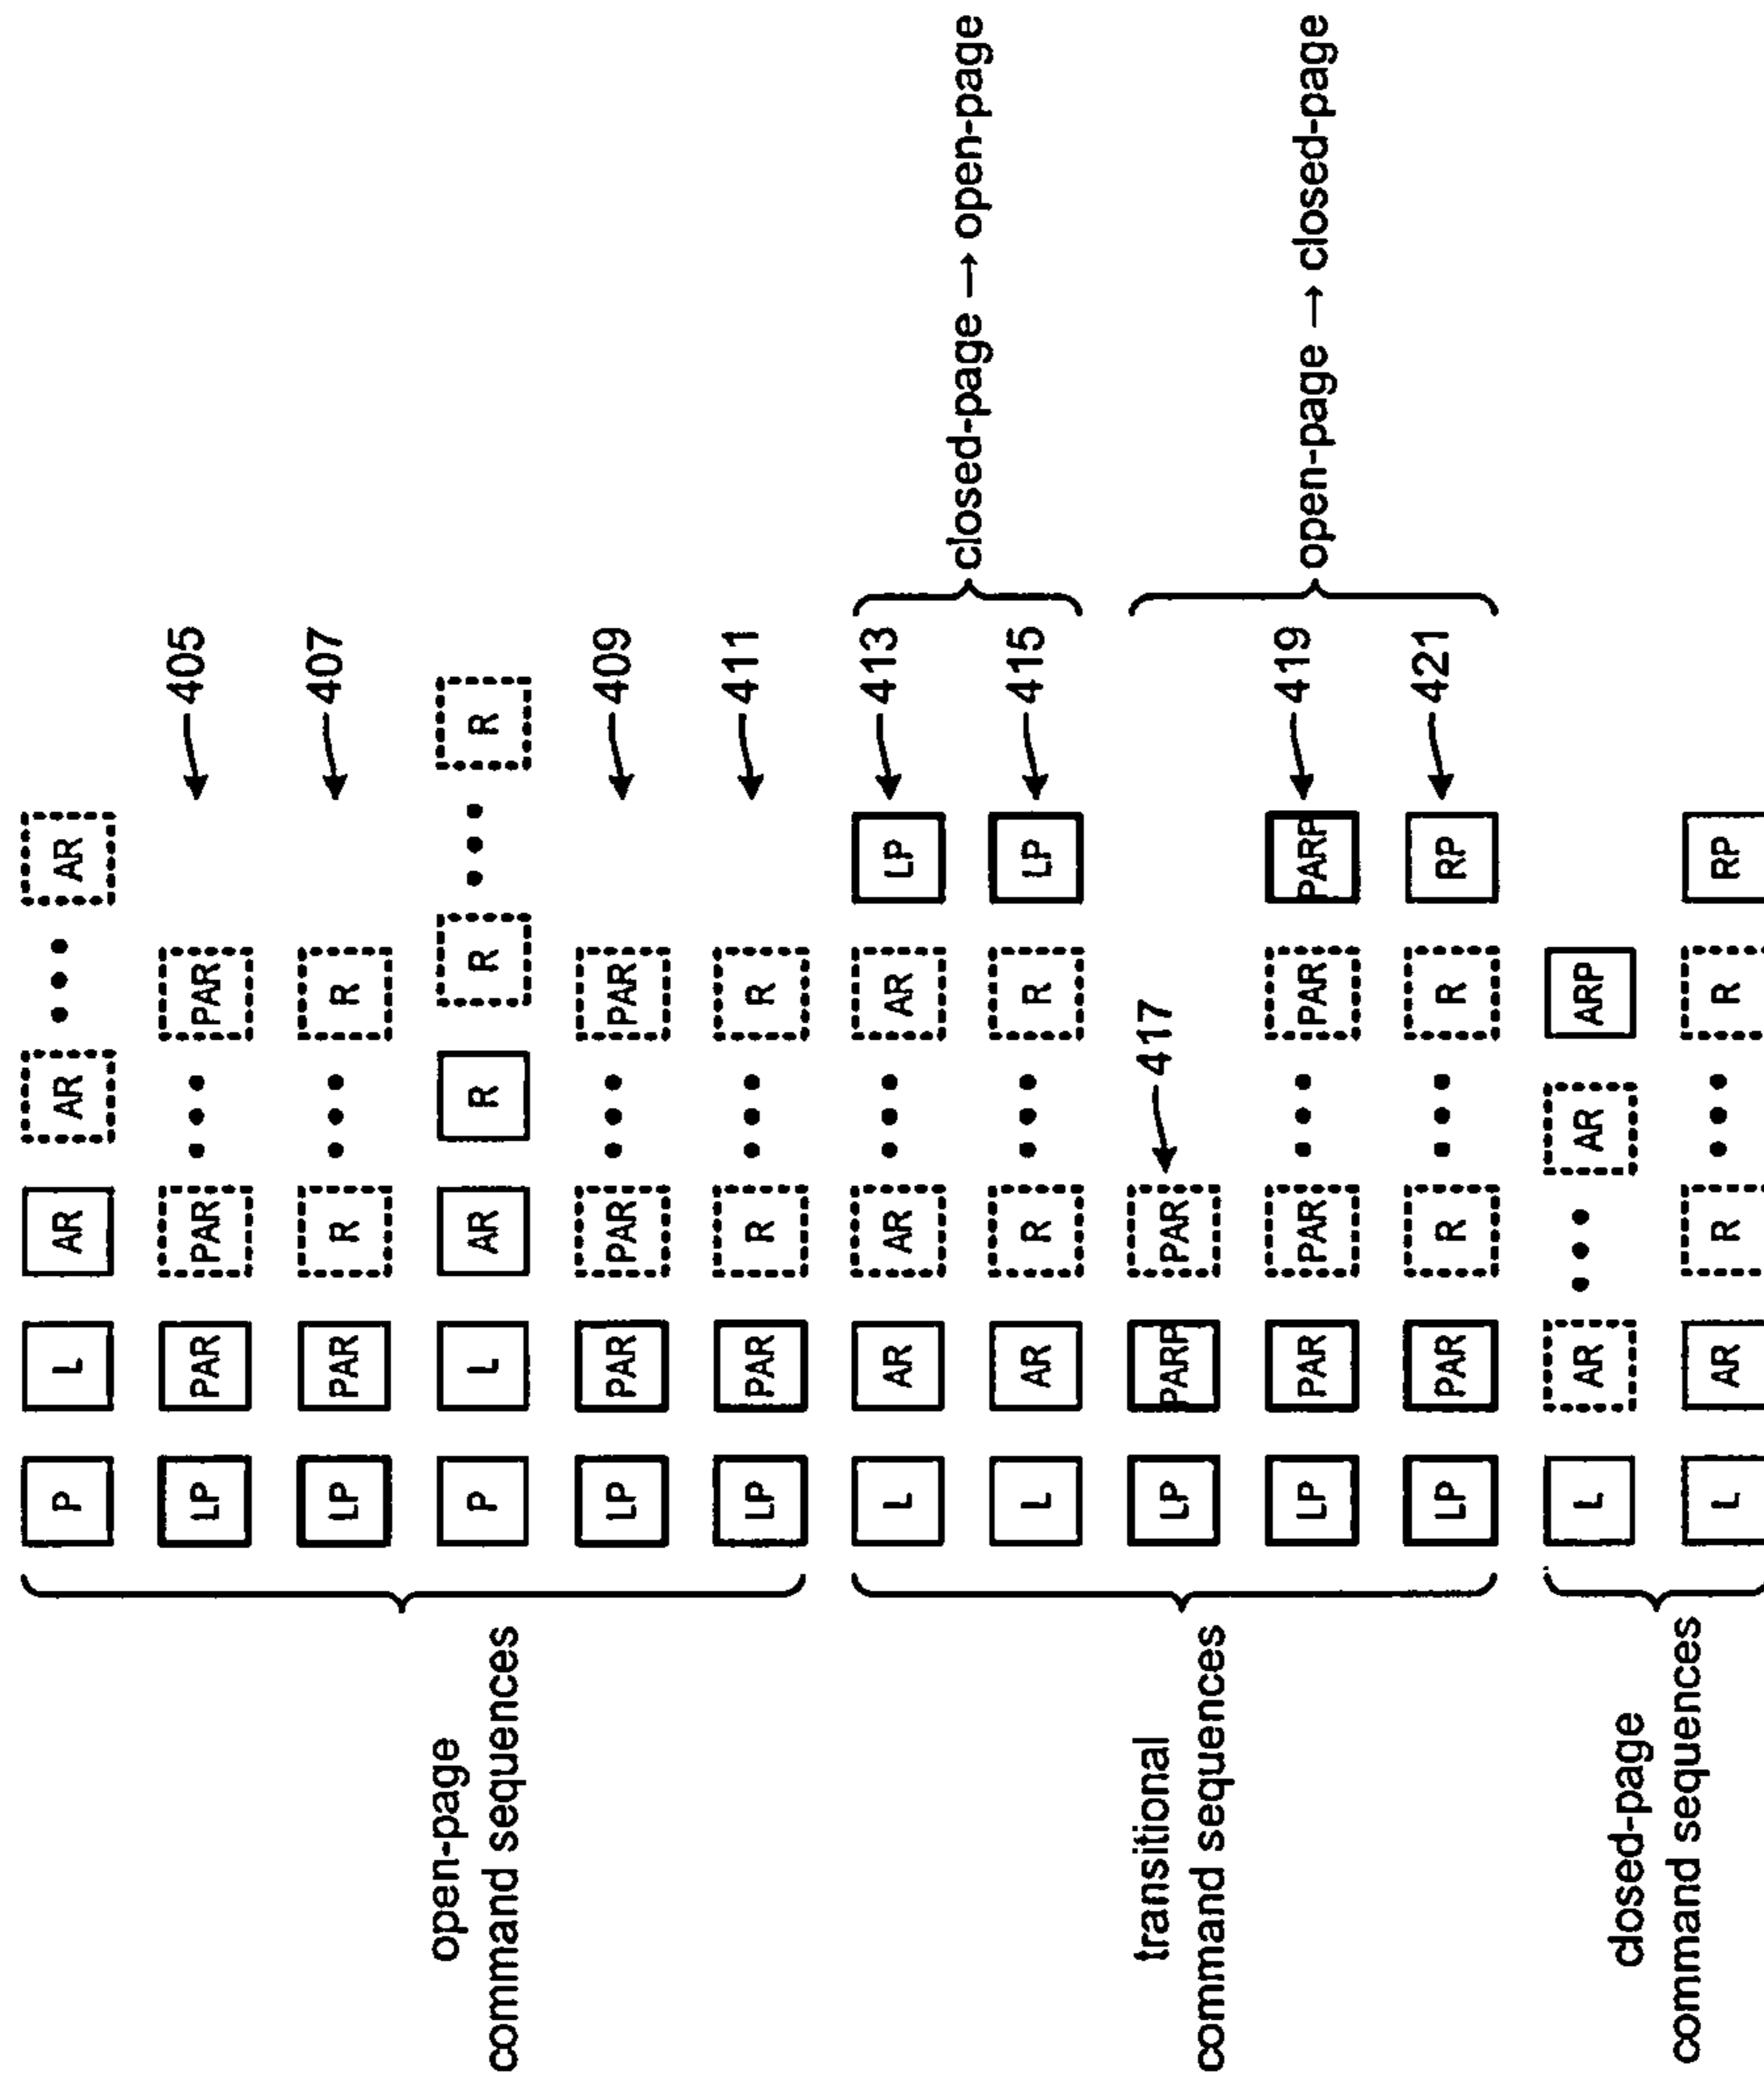 open-page
command sequences
P L AR AR • • • AR
LP PAR PAR • • • PAR 405
LP PAR R • • • R 407
P L AR R R • • • R
LP PAR PAR • • • PAR 409
LP PAR R • • • R 411
transitional
command sequences
L AR AR • • • AR LP 413
L AR R • • • R LP 415
closed-page → open-page
LP PARP PAR 417
LP PAR PAR • • • PAR PARP 419
LP PAR R • • • R RP 421
open-page → closed-page
closed-page
command sequences
L AR • • • AR ARP
L AR R • • • R RP